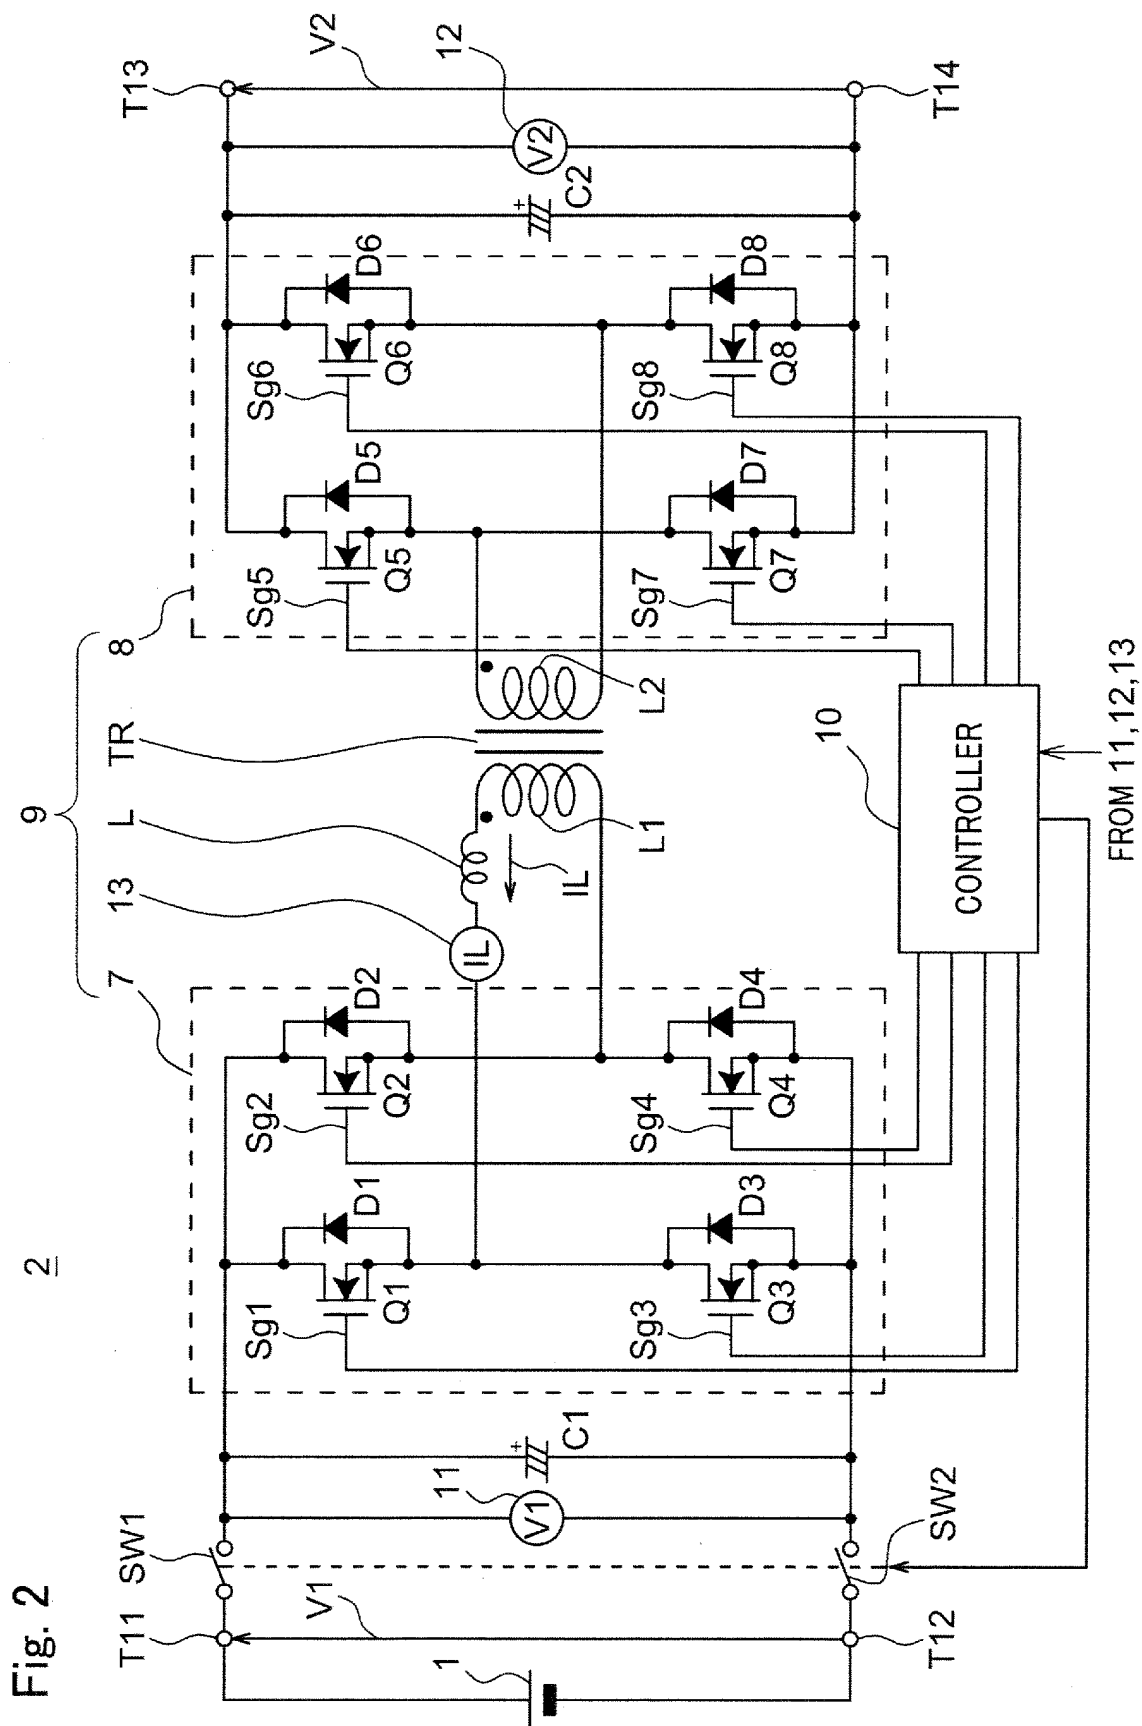 Fig. 2
2
9
7
13
L
TR
8
T11
SW1
V1
1
11
V1
C1
Sg1
Q1
D1
Sg2
Q2
D2
Sg3
Q3
D3
Sg4
Q4
D4
IL
IL
L1
L2
Sg5
Q5
D5
Sg6
Q6
D6
Sg7
Q7
D7
Sg8
Q8
D8
+
+
C2
V2
12
V2
T13
T14
T12
SW2
10
CONTROLLER
FROM 11,12,13